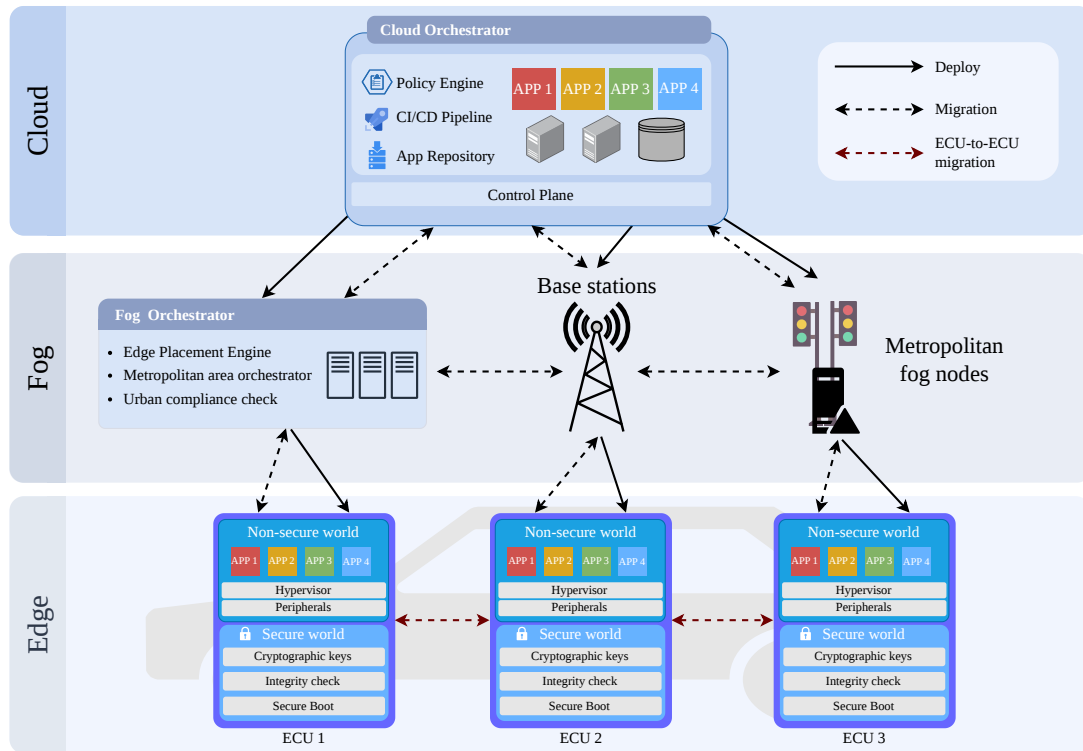 Cloud
Cloud Orchestrator
Policy Engine
CI/CD Pipeline
App Repository
APP 1 APP 2 APP 3 APP 4
Control Plane
Deploy
Migration
ECU-to-ECU
migration
Fog
Fog Orchestrator
• Edge Placement Engine
• Metropolitan area orchestrator
• Urban compliance check
Base stations
Metropolitan
fog nodes
Edge
Non-secure world
APP 1 APP 2 APP 3 APP 4
Hypervisor
Peripherals
Secure world
Cryptographic keys
Integrity check
Secure Boot
ECU 1
Non-secure world
APP 1 APP 2 APP 3 APP 4
Hypervisor
Peripherals
Secure world
Cryptographic keys
Integrity check
Secure Boot
ECU 2
Non-secure world
APP 1 APP 2 APP 3 APP 4
Hypervisor
Peripherals
Secure world
Cryptographic keys
Integrity check
Secure Boot
ECU 3